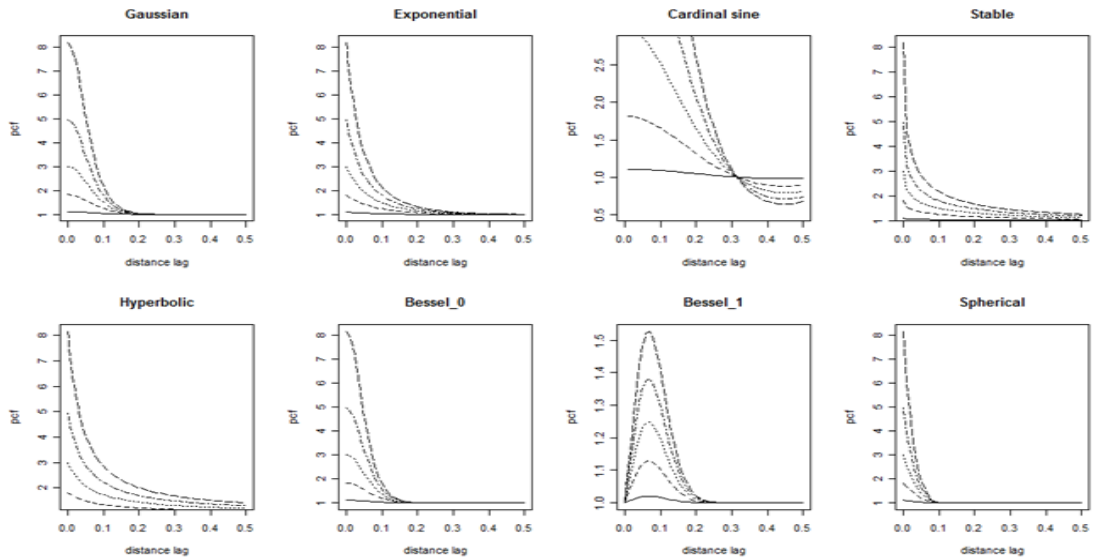 Gaussian
pcf
1 2 3 4 5 6 7 8
0.0 0.1 0.2 0.3 0.4 0.5
distance lag
Exponential
pcf
1 2 3 4 5 6 7 8
0.0 0.1 0.2 0.3 0.4 0.5
distance lag
Cardinal sine
pcf
0.5 1.0 1.5 2.0 2.5
0.0 0.1 0.2 0.3 0.4 0.5
distance lag
Stable
pcf
1 2 3 4 5 6 7 8
0.0 0.1 0.2 0.3 0.4 0.5
distance lag
Hyperbolic
pcf
2 3 4 5 6 7 8
0.0 0.1 0.2 0.3 0.4 0.5
distance lag
Bessel_0
pcf
1 2 3 4 5 6 7 8
0.0 0.1 0.2 0.3 0.4 0.5
distance lag
Bessel_1
pcf
1.0 1.1 1.2 1.3 1.4 1.5
0.0 0.1 0.2 0.3 0.4 0.5
distance lag
Spherical
pcf
1 2 3 4 5 6 7 8
0.0 0.1 0.2 0.3 0.4 0.5
distance lag